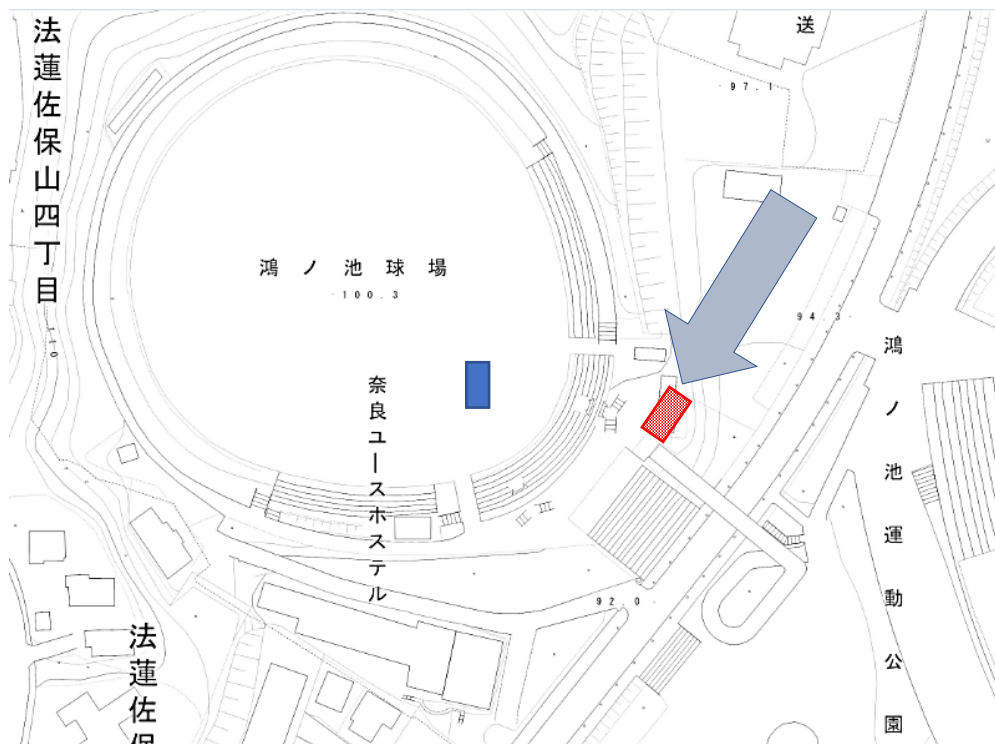 法蓮佐保山四丁目
送
97.1
鴻ノ池球場
100.3
94.3
110
奈良ユースホステル
鴻ノ池運動公園
92.0
法蓮佐保